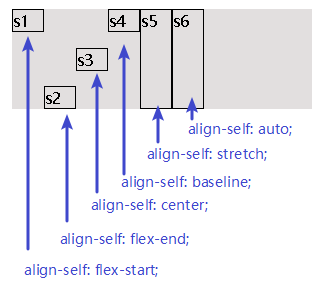 s1 s4 s5 s6
s3
s2
align-self: auto;
align-self: stretch;
align-self: baseline;
align-self: center;
align-self: flex-end;
align-self: flex-start;